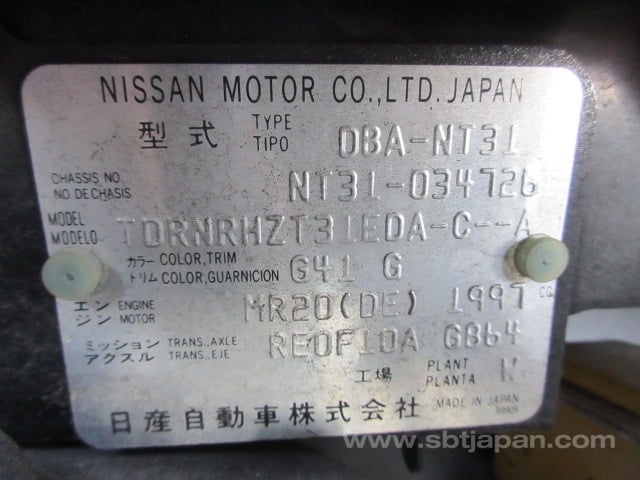 NISSAN MOTOR CO.,LTD.JAPAN
型式 TYPE TIPO DBA-NT31
CHASSIS NO. NO DE CHASIS NT31-034726
MODEL MODELO TDRNRHZT31EDA-C--A
カラー COLOR,TRIM トリム COLOR,GUARNICION G41 G
エンジン ENGINE MOTOR MR20(DE) 1997 CC
ミッション TRANS.,AXLE アクスル TRANS.,EJE RE0F10A GB64
工場 PLANT PLANTA K
日産自動車株式会社 MADE IN JAPAN
www.sbtjapan.com